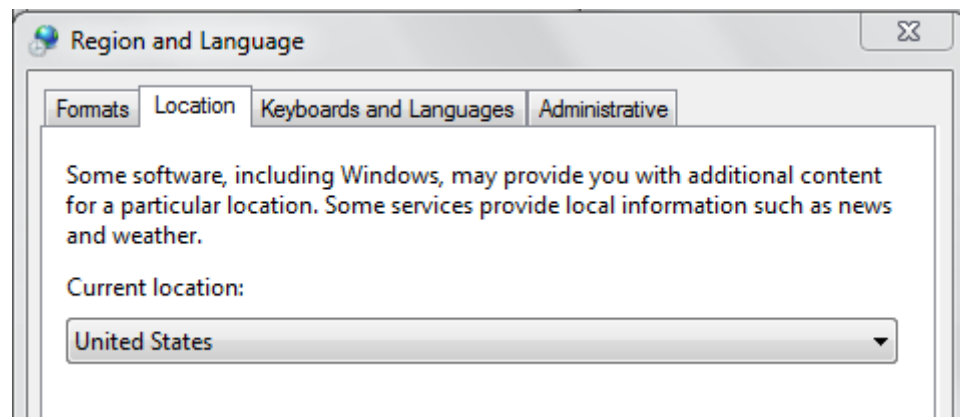 Region and Language
Formats Location Keyboards and Languages Administrative
Some software, including Windows, may provide you with additional content
for a particular location. Some services provide local information such as news
and weather.
Current location:
United States